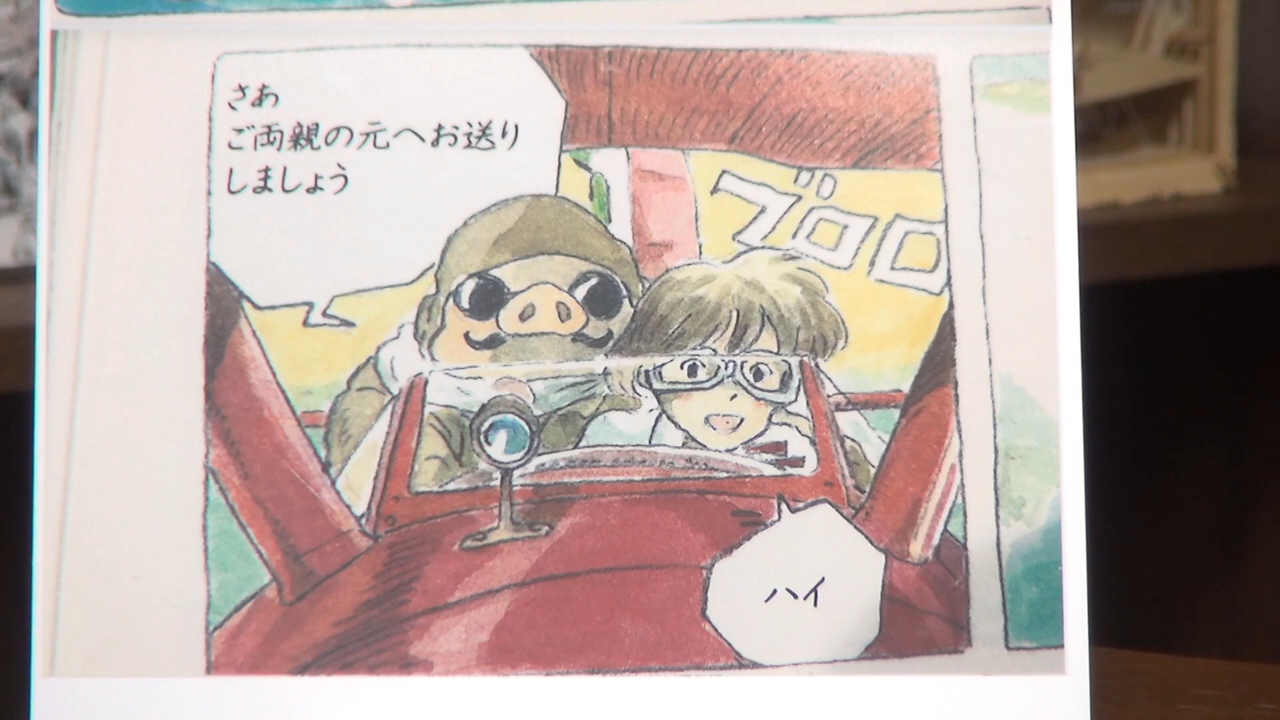 さあ
ご両親の元へお送り
しましょう
ブロロ
ハイ